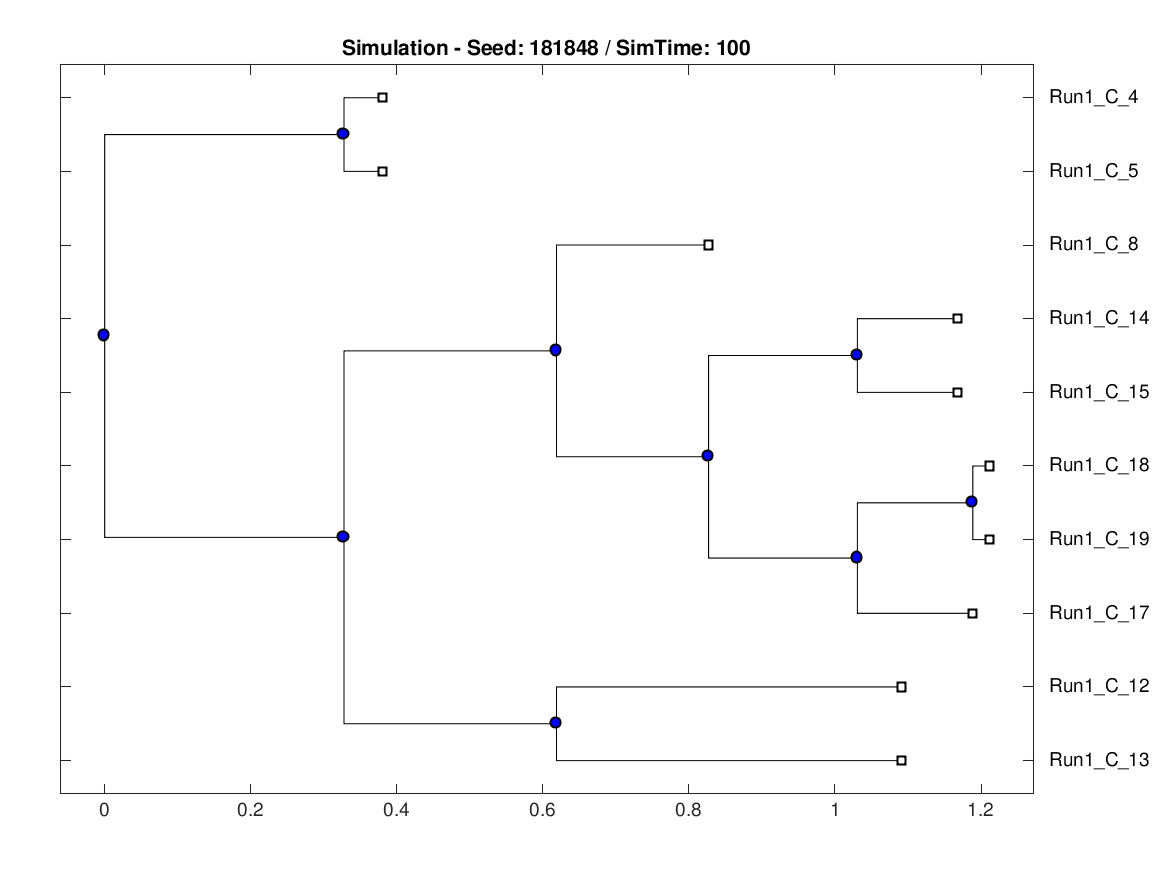 Simulation - Seed: 181848 / SimTime: 100
Run1_C_4
Run1_C_5
Run1_C_8
Run1_C_14
Run1_C_15
Run1_C_18
Run1_C_19
Run1_C_17
Run1_C_12
Run1_C_13
0 0.2 0.4 0.6 0.8 1 1.2